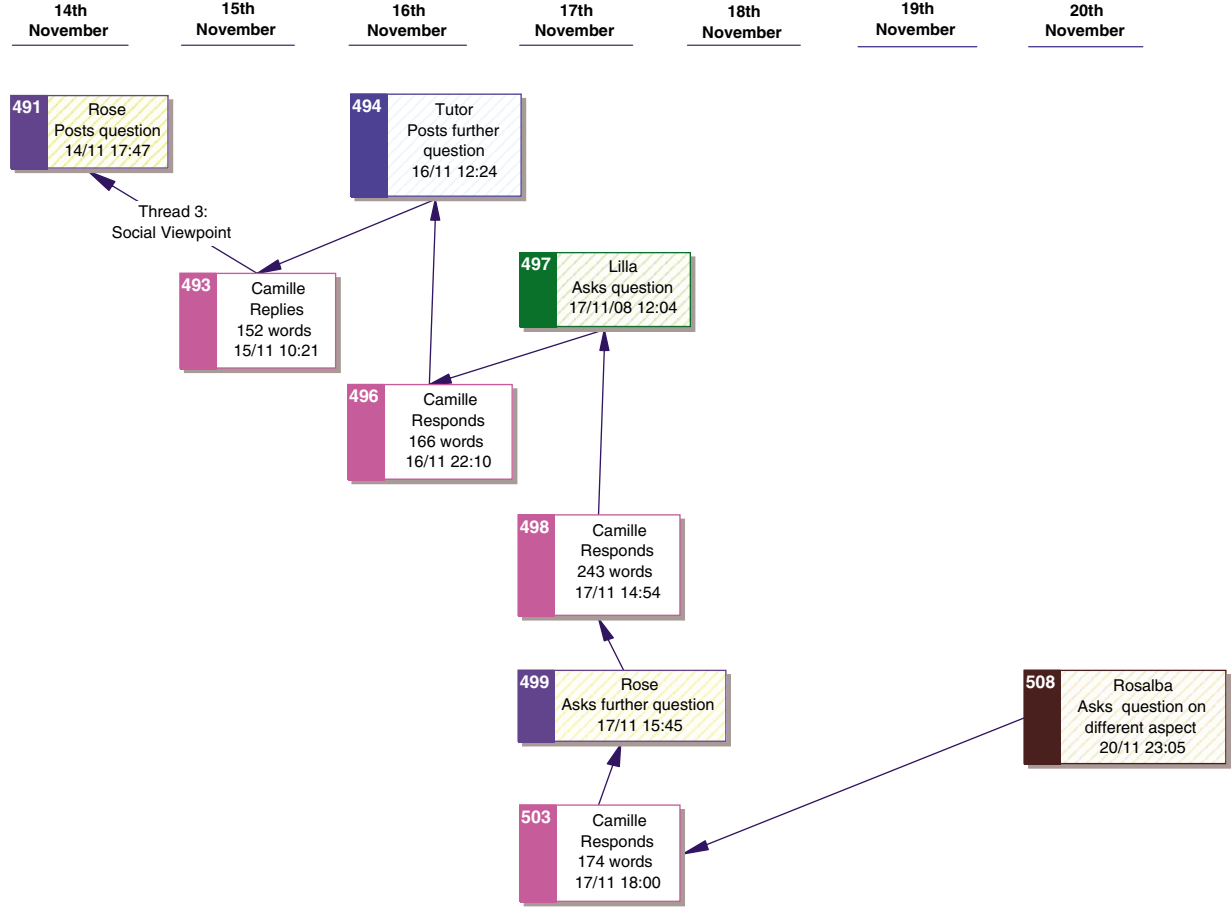 14th
November
15th
November
16th
November
17th
November
18th
November
19th
November
20th
November
491
Rose
Posts question
14/11 17:47
494
Tutor
Posts further
question
16/11 12:24
Thread 3:
Social Viewpoint
493
Camille
Replies
152 words
15/11 10:21
497
Lilla
Asks question
17/11/08 12:04
496
Camille
Responds
166 words
16/11 22:10
498
Camille
Responds
243 words
17/11 14:54
499
Rose
Asks further question
17/11 15:45
508
Rosalba
Asks question on
different aspect
20/11 23:05
503
Camille
Responds
174 words
17/11 18:00